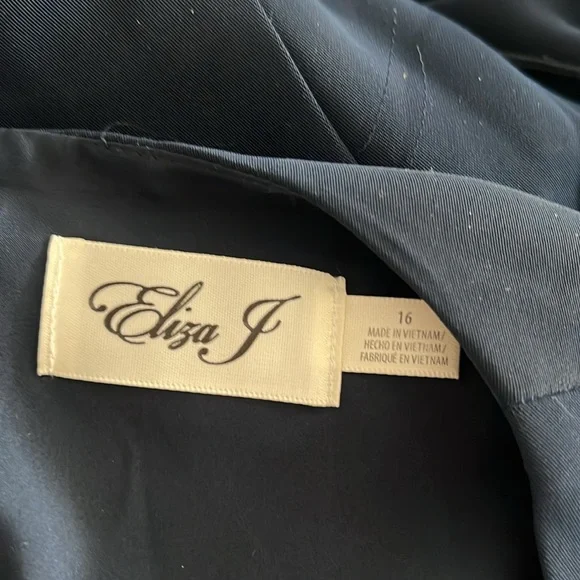 Eliza J
16
MADE IN VIETNAM/
HECHO EN VIETNAM/
FABRIQUÉ EN VIETNAM